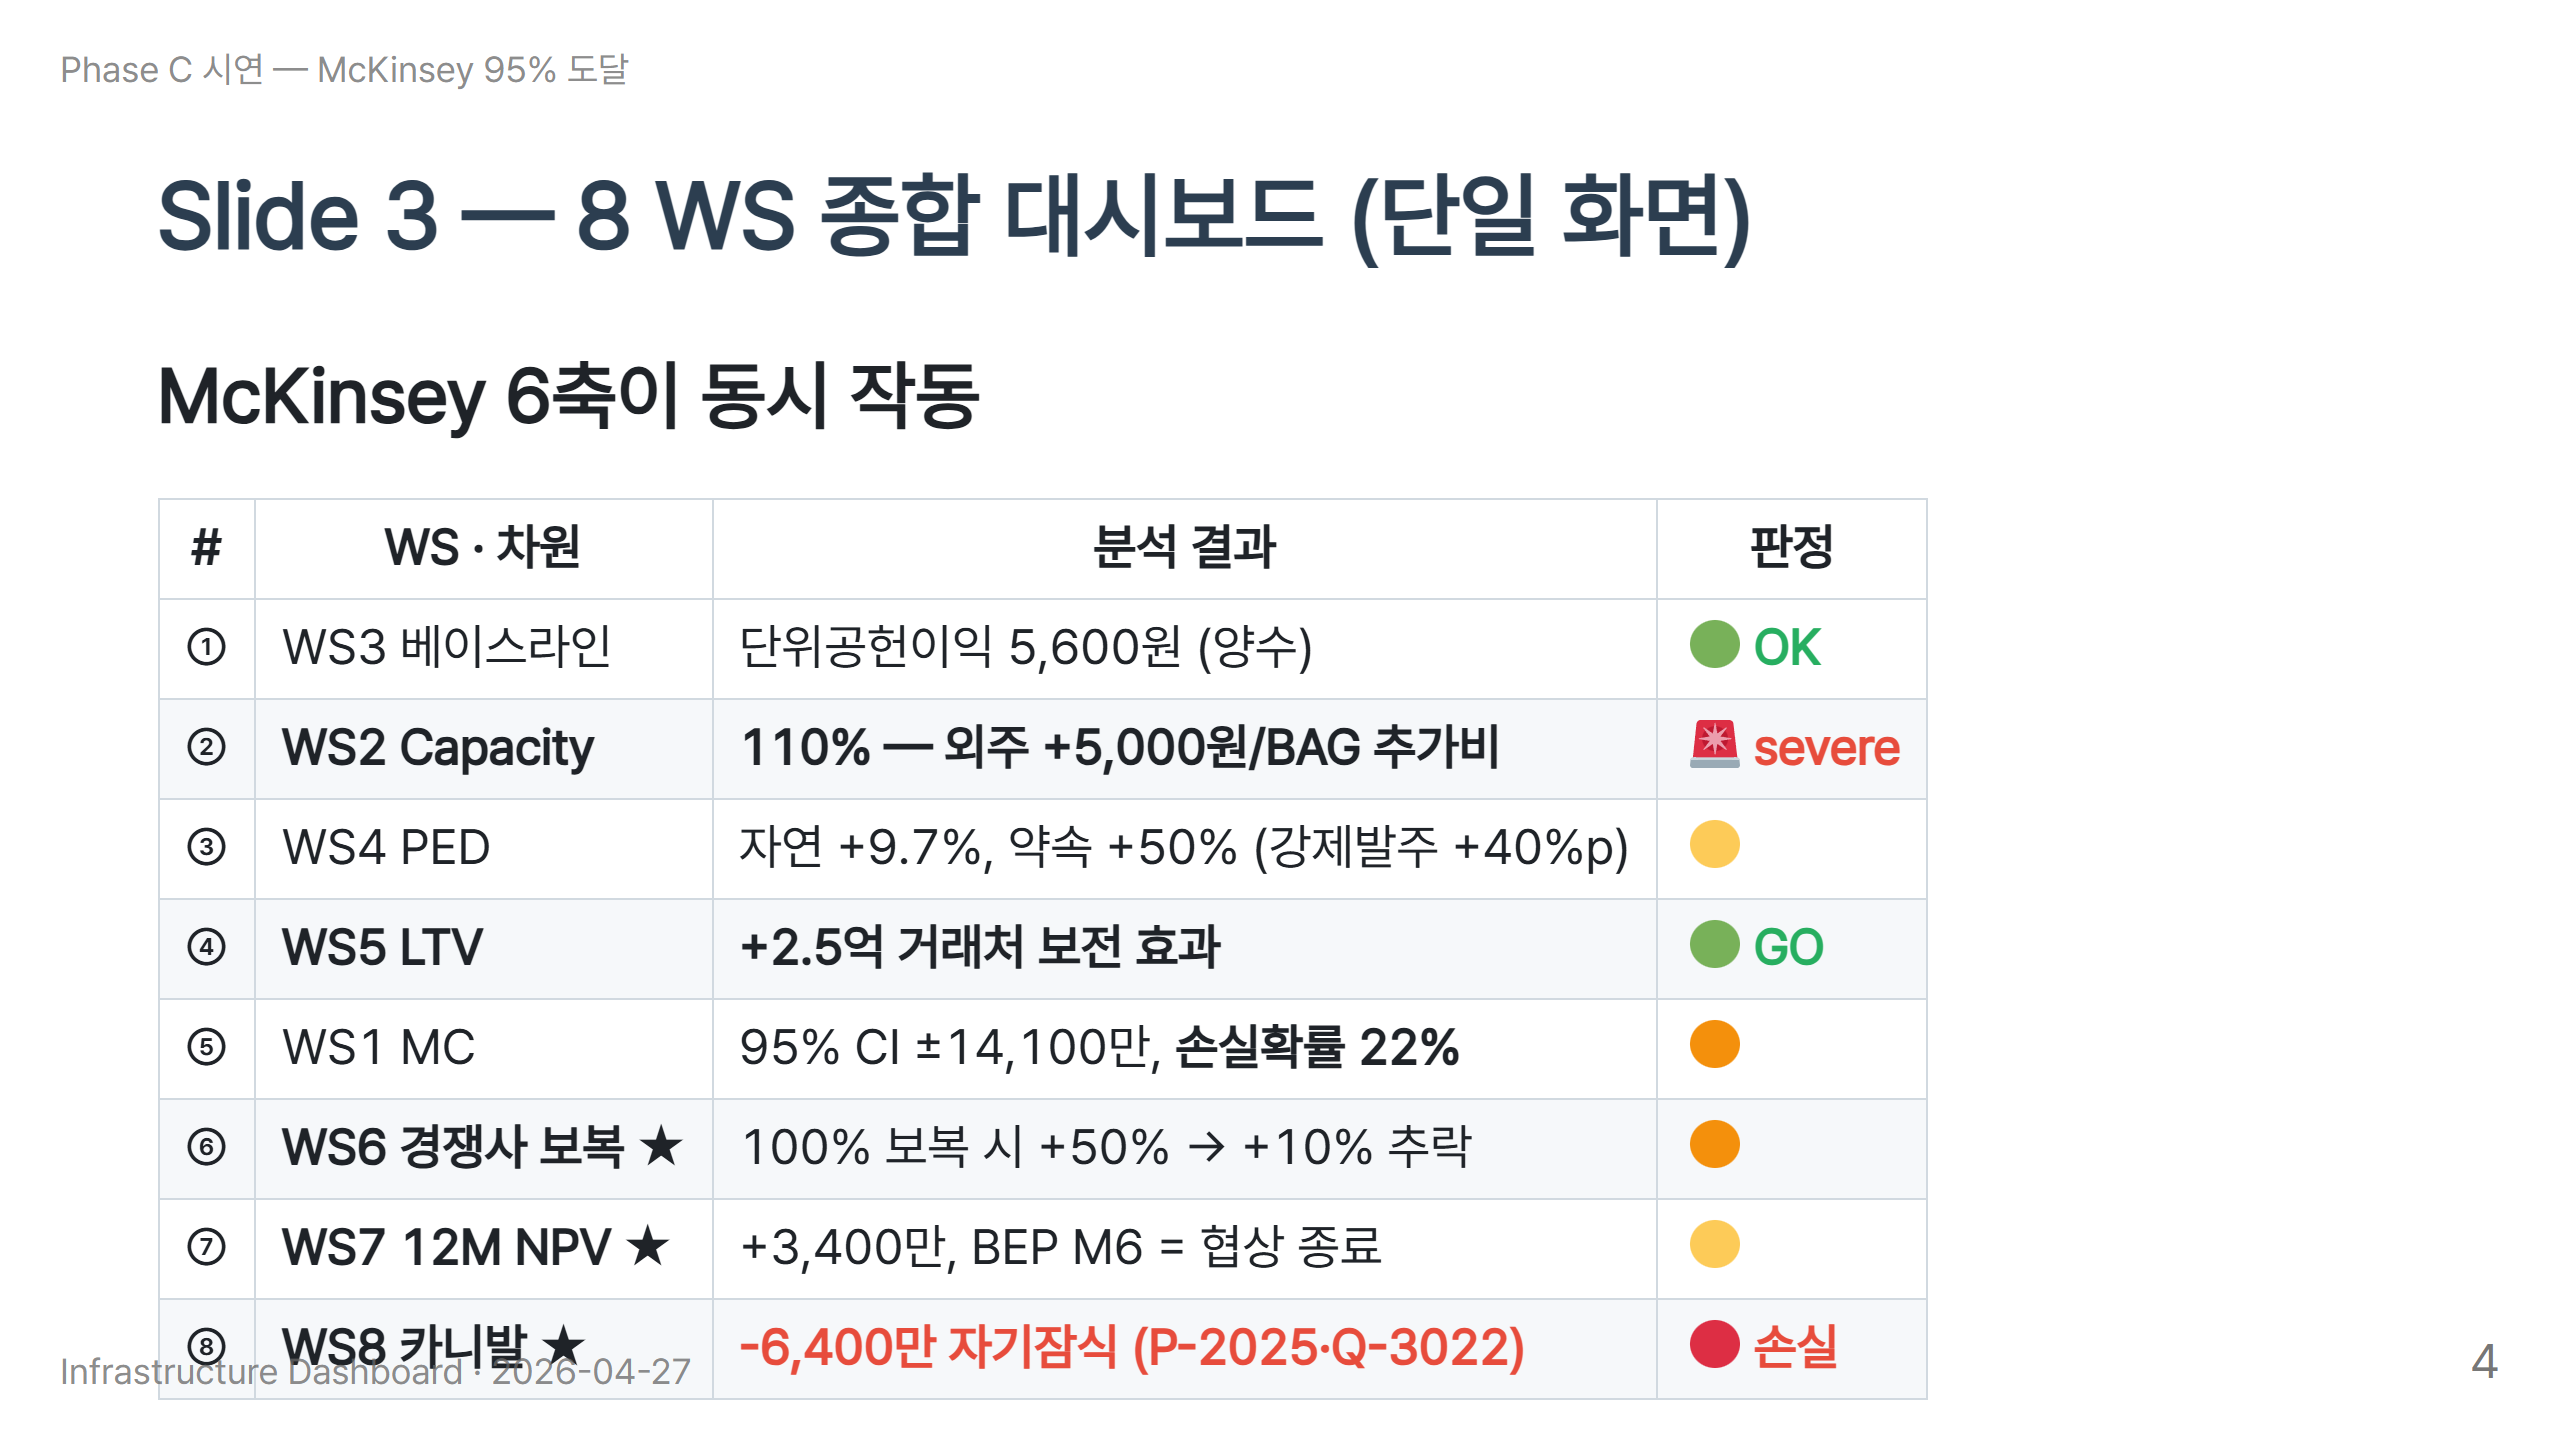 Phase C 시연 — McKinsey 95% 도달
Slide 3 — 8 WS 종합 대시보드 (단일 화면)
McKinsey 6축이 동시 작동
# WS · 차원 분석 결과 판정
① WS3 베이스라인 단위공헌이익 5,600원 (양수) 🟢 OK
② WS2 Capacity 110% — 외주 +5,000원/BAG 추가비 🚨 severe
③ WS4 PED 자연 +9.7%, 약속 +50% (강제발주 +40%p) 🟡
④ WS5 LTV +2.5억 거래처 보전 효과 🟢 GO
⑤ WS1 MC 95% CI ±14,100만, 손실확률 22% 🟠
⑥ WS6 경쟁사 보복 ★ 100% 보복 시 +50% → +10% 추락 🟠
⑦ WS7 12M NPV ★ +3,400만, BEP M6 = 협상 종료 🟡
⑧ WS8 카니발 ★ -6,400만 자기잠식 (P-2025·Q-3022) 🔴 손실
Infrastructure Dashboard · 2026-04-27
4